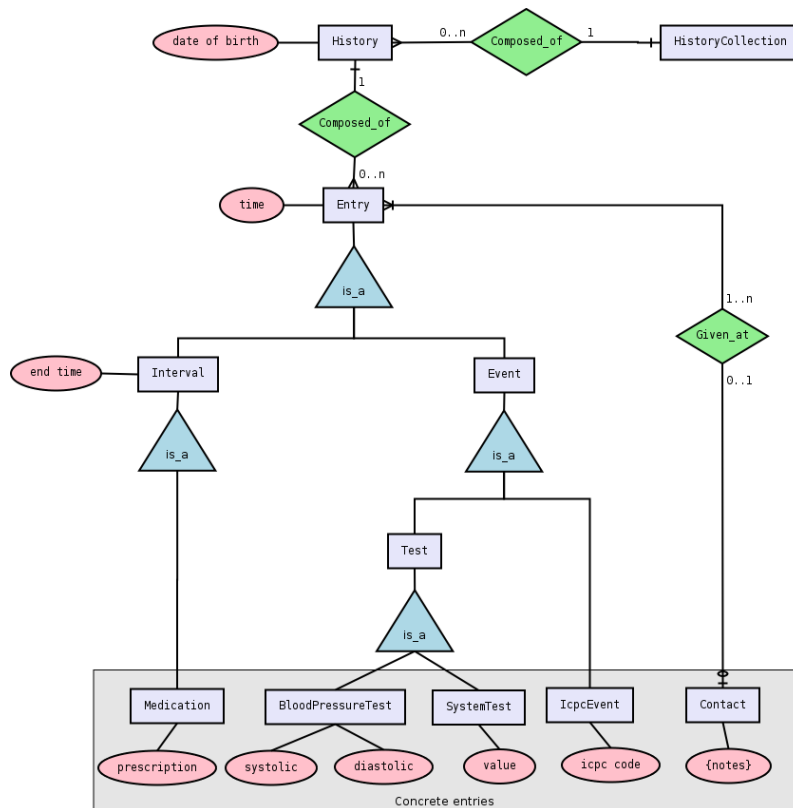 date of birth
History
0..n
Composed_of
1
HistoryCollection
1
Composed_of
0..n
time
Entry
is_a
1..n
Given_at
0..1
end time
Interval
Event
is_a
is_a
Test
is_a
Medication
BloodPressureTest
SystemTest
IcpcEvent
Contact
prescription
systolic
diastolic
value
icpc code
{notes}
Concrete entries